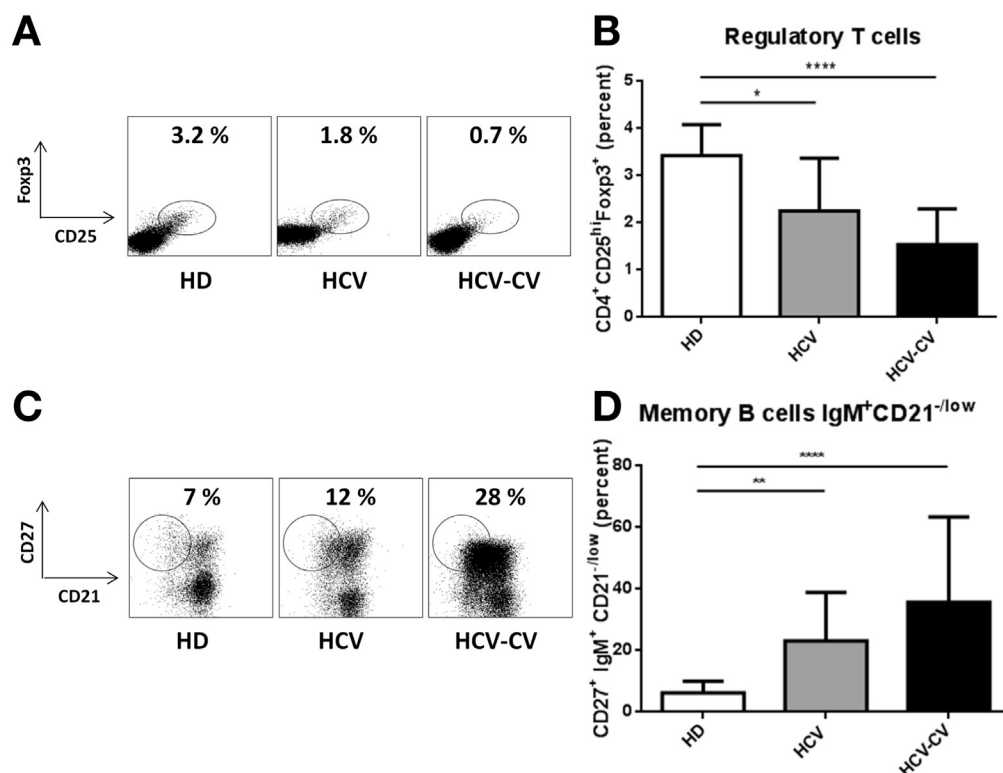 A
3.2 %
1.8 %
0.7 %
Foxp3
CD25
HD
HCV
HCV-CV
B
Regulatory T cells
****
*
CD4⁺ CD25ʰⁱFoxp3⁺ (percent)
5
4
3
2
1
0
HD
HCV
HCV-CV
C
7 %
12 %
28 %
CD27
CD21
HD
HCV
HCV-CV
D
Memory B cells IgM⁺CD21⁻/ˡᵒʷ
****
**
CD27⁺ IgM⁺ CD21⁻/ˡᵒʷ (percent)
80
60
40
20
0
HD
HCV
HCV-CV